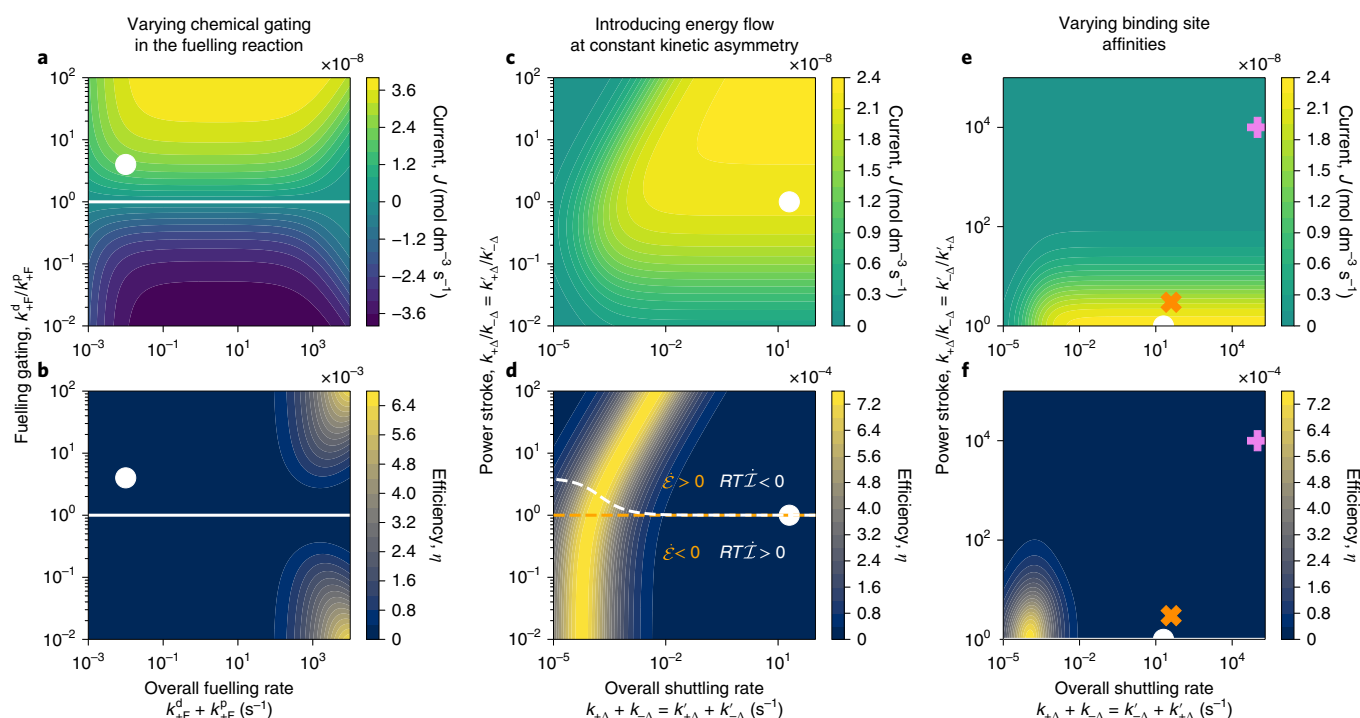 Varying chemical gating
in the fuelling reaction
Introducing energy flow
at constant kinetic asymmetry
Varying binding site
affinities
a
×10⁻⁸
10²
10¹
10⁰
10⁻¹
10⁻²
10⁻³ 10⁻¹ 10¹ 10³
3.6
2.4
1.2
0
−1.2
−2.4
−3.6
Current, J (mol dm⁻³ s⁻¹)
Fuelling gating, kᵈ₊F/kᵖ₊F
b
×10⁻³
10²
10¹
10⁰
10⁻¹
10⁻²
10⁻³ 10⁻¹ 10¹ 10³
6.4
5.6
4.8
4.0
3.2
2.4
1.6
0.8
0
Efficiency, η
Overall fuelling rate
kᵈ₊F + kᵖ₊F (s⁻¹)
c
×10⁻⁸
10²
10¹
10⁰
10⁻¹
10⁻²
10⁻⁵ 10⁻² 10¹
2.4
2.1
1.8
1.5
1.2
0.9
0.6
0.3
0
Current, J (mol dm⁻³ s⁻¹)
Power stroke, k₊Δ/k₋Δ = k′₊Δ/k′₋Δ
d
×10⁻⁴
10²
10¹
10⁰
10⁻¹
10⁻²
10⁻⁵ 10⁻² 10¹
ℰ̇ > 0 RTİ < 0
ℰ̇ < 0 RTİ > 0
7.2
6.4
5.6
4.8
4.0
3.2
2.4
1.6
0.8
0
Efficiency, η
Overall shuttling rate
k₊Δ + k₋Δ = k′₊Δ + k′₋Δ (s⁻¹)
e
×10⁻⁸
10⁴
10²
10⁰
10⁻⁵ 10⁻² 10¹ 10⁴
2.4
2.1
1.8
1.5
1.2
0.9
0.6
0.3
0
Current, J (mol dm⁻³ s⁻¹)
Power stroke, k₊Δ/k₋Δ = k′₋Δ/k′₊Δ
f
×10⁻⁴
10⁴
10²
10⁰
10⁻⁵ 10⁻² 10¹ 10⁴
7.2
6.4
5.6
4.8
4.0
3.2
2.4
1.6
0.8
0
Efficiency, η
Overall shuttling rate
k₊Δ + k₋Δ = k′₋Δ + k′₊Δ (s⁻¹)